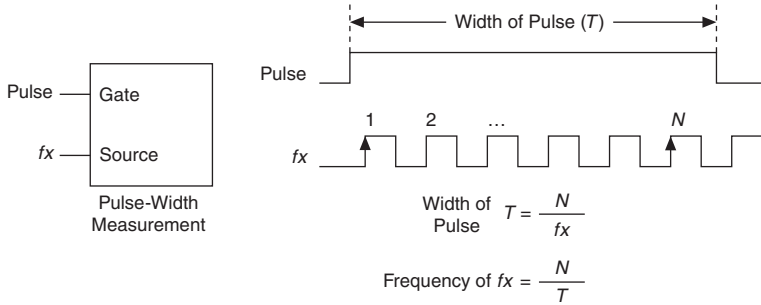 Width of Pulse (T)
Pulse
Gate
Pulse
1 2 ... N
fx
Source
fx
Pulse-Width
Measurement
Width of
Pulse
T = N
fx
Frequency of fx = N
T